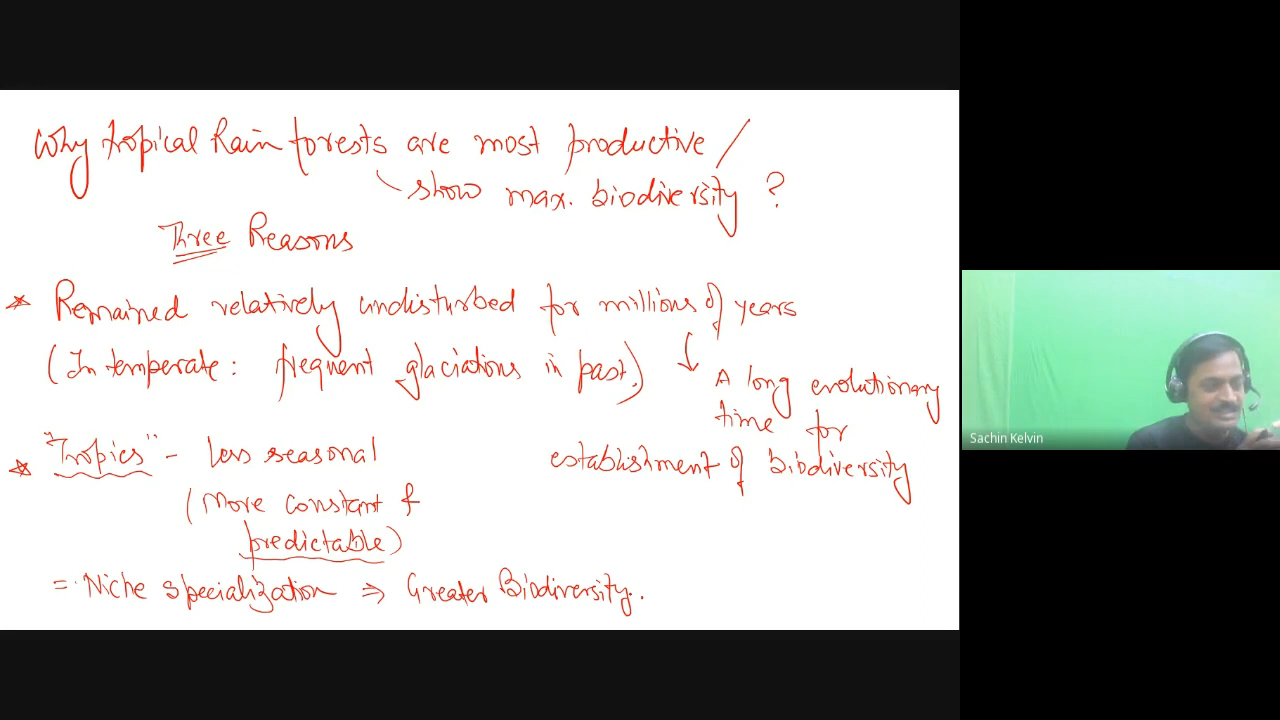 Why tropical Rain forests are most productive /
show max. biodiversity ?
Three Reasons
* Remained relatively undisturbed for millions of years
(In temperate: frequent glaciations in past.)
A long evolutionary
time for
establishment of biodiversity
* "Tropics" - less seasonal
(More constant &
predictable)
= Niche specialization ⇒ Greater Biodiversity.
Sachin Kelvin